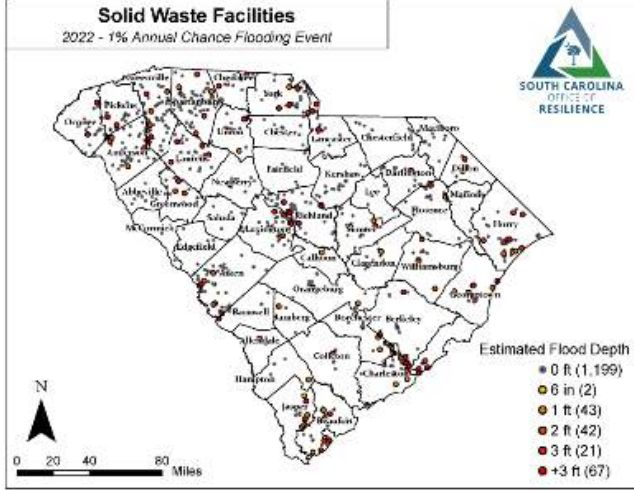 Solid Waste Facilities
2022 - 1% Annual Chance Flooding Event
SOUTH CAROLINA
OFFICE OF
RESILIENCE
Greenville
Cherokee
York
Pickens
Spartanburg
Oconee
Union
Chester
Lancaster
Chesterfield
Marlboro
Anderson
Laurens
Fairfield
Kershaw
Darlington
Dillon
Abbeville
Newberry
Lee
Marion
Greenwood
Florence
Saluda
Richland
Horry
McCormick
Lexington
Sumter
Edgefield
Calhoun
Clarendon
Williamsburg
Aiken
Orangeburg
Georgetown
Barnwell
Bamberg
Dorchester
Berkeley
Allendale
Colleton
Hampton
Charleston
Jasper
Beaufort
Estimated Flood Depth
0 ft (1,199)
6 in (2)
1 ft (43)
2 ft (42)
3 ft (21)
+3 ft (67)
N
0 20 40 80
Miles